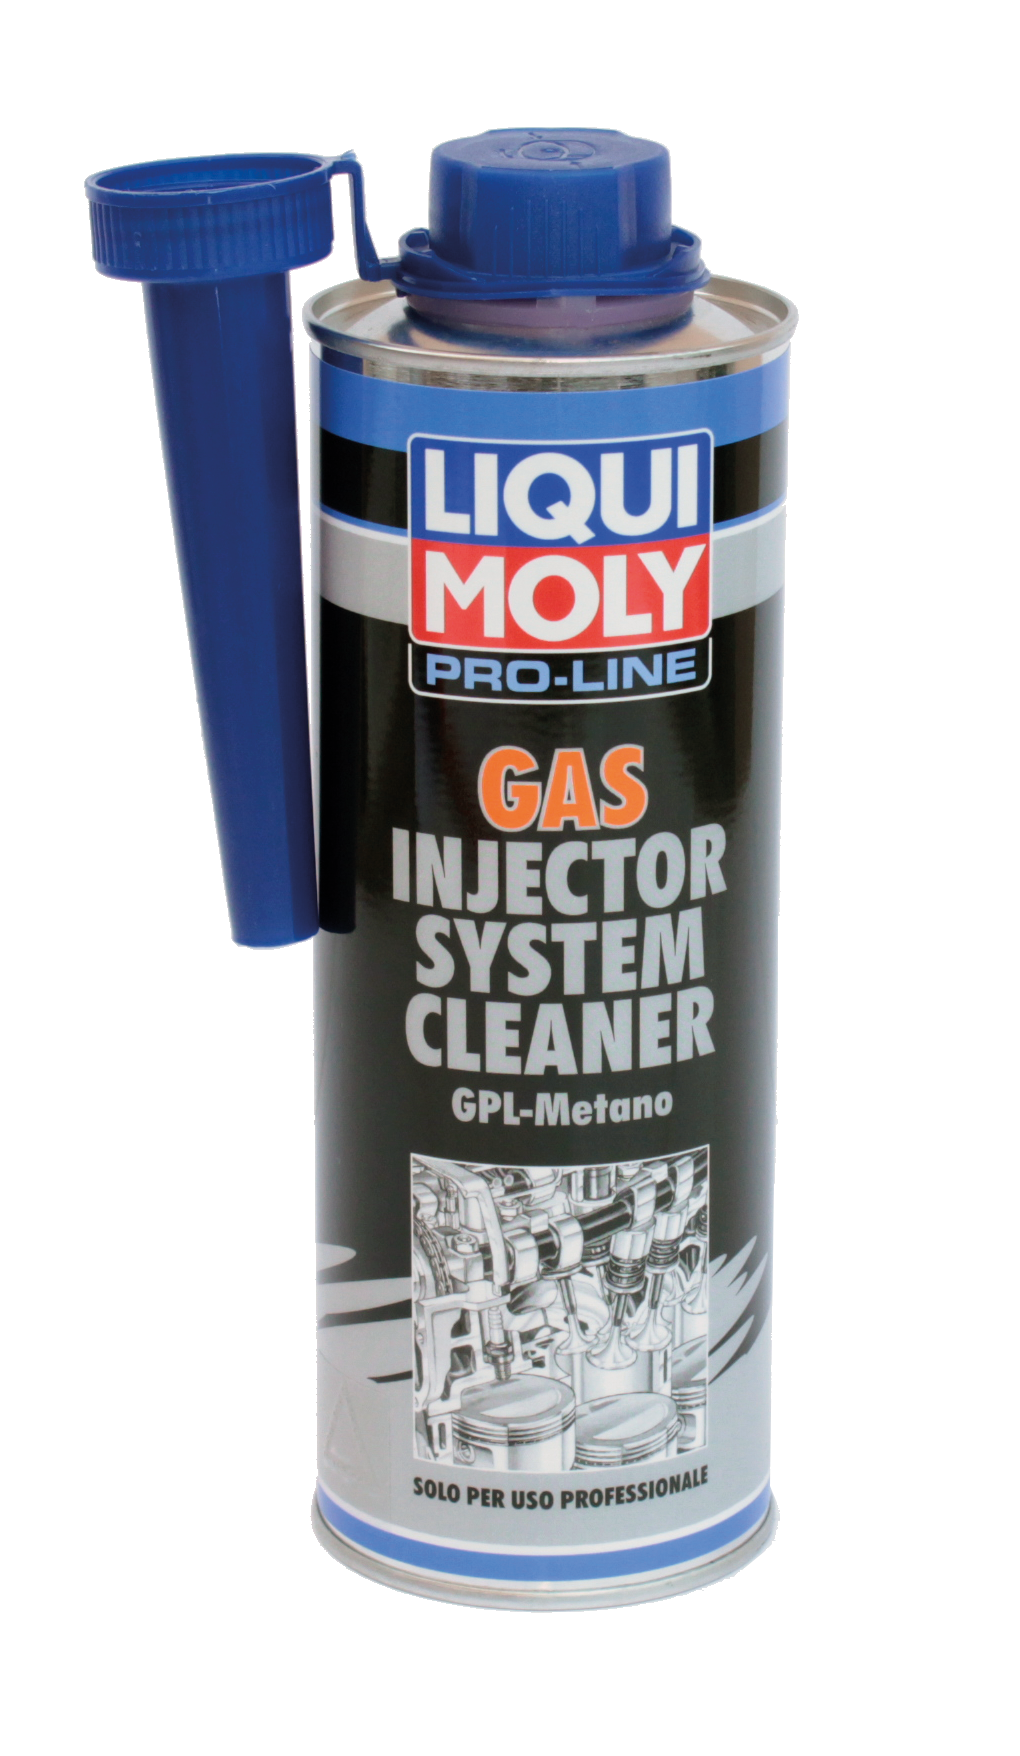 LIQUI
MOLY
PRO-LINE
GAS
INJECTOR
SYSTEM
CLEANER
GPL-Metano
SOLO PER USO PROFESSIONALE